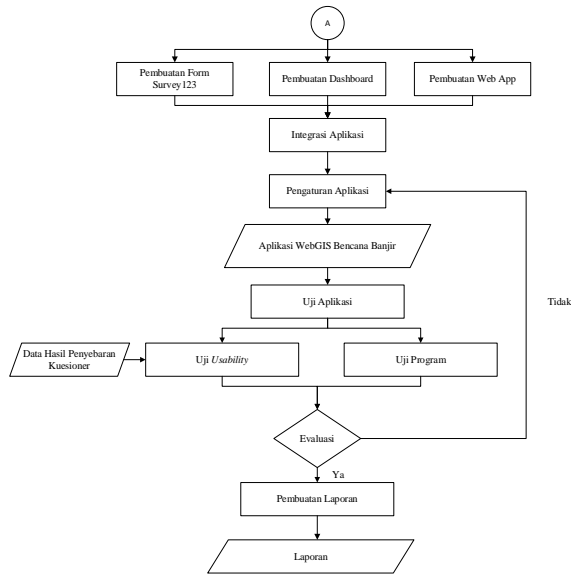 A
Pembuatan Form
Survey123
Pembuatan Dashboard
Pembuatan Web App
Integrasi Aplikasi
Pengaturan Aplikasi
Aplikasi WebGIS Bencana Banjir
Uji Aplikasi
Tidak
Data Hasil Penyebaran
Kuesioner
Uji Usability
Uji Program
Evaluasi
Ya
Pembuatan Laporan
Laporan